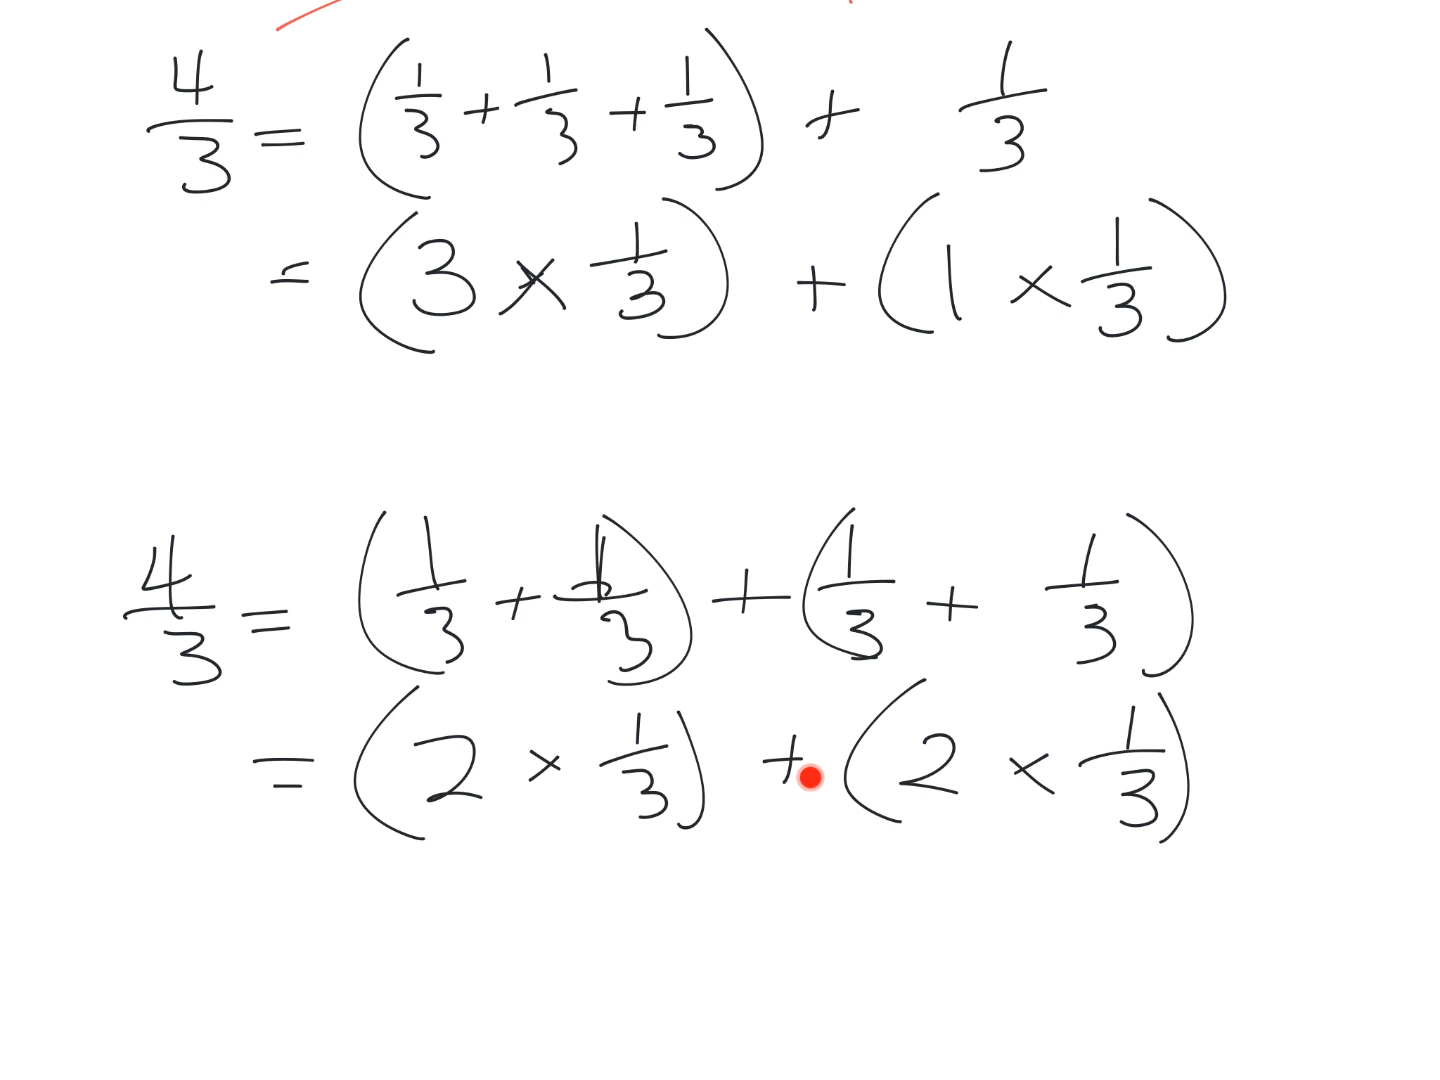 4/3 = (1/3 + 1/3 + 1/3) + 1/3
= (3 × 1/3) + (1 × 1/3)
4/3 = (1/3 + 1/3) + (1/3 + 1/3)
= (2 × 1/3) + (2 × 1/3)